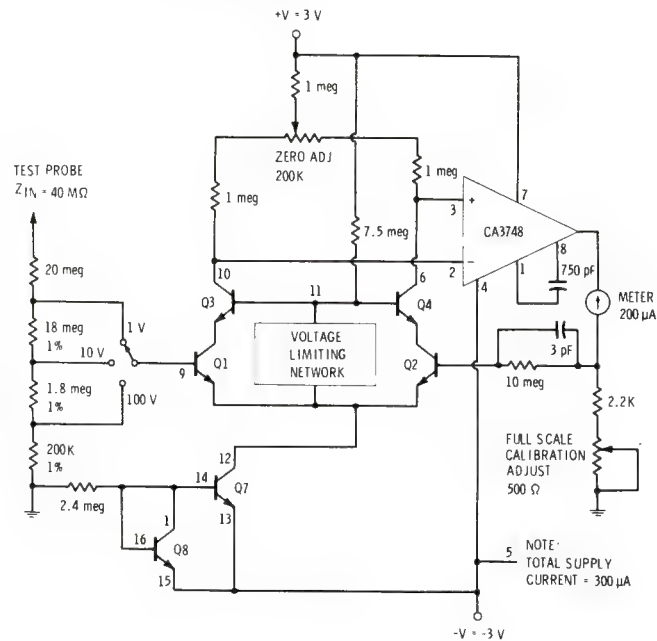 +V = 3 V
1 meg
ZERO ADJ
200K
1 meg
1 meg
7.5 meg
TEST PROBE
ZIN = 40 MΩ
20 meg
18 meg
1%
1 V
10 V
100 V
1.8 meg
1%
200K
1%
2.4 meg
10
Q3
11
6
Q4
VOLTAGE
LIMITING
NETWORK
9
Q1
Q2
12
14
Q7
13
1
16
Q8
15
3
+
2
−
CA3748
7
8
1
4
750 pF
METER
200 µA
3 pF
10 meg
2.2K
FULL SCALE
CALIBRATION
ADJUST
500 Ω
5
NOTE:
TOTAL SUPPLY
CURRENT = 300 µA
-V = -3 V